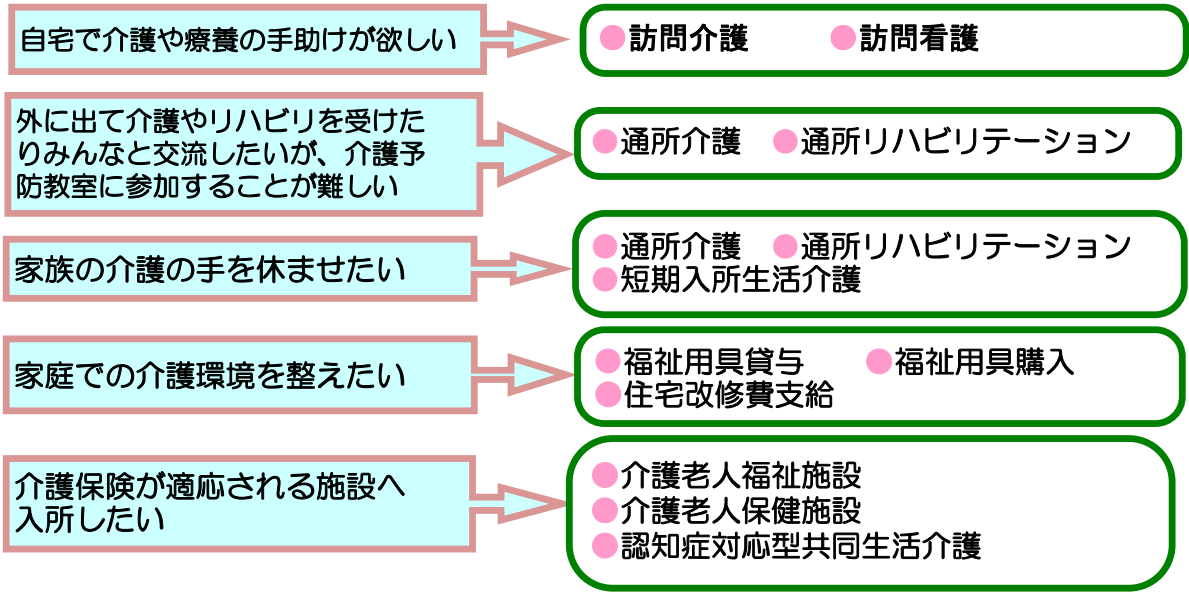 自宅で介護や療養の手助けが欲しい
●訪問介護 ●訪問看護
外に出て介護やリハビリを受けた
りみんなと交流したいが、介護予
防教室に参加することが難しい
●通所介護 ●通所リハビリテーション
家族の介護の手を休ませたい
●通所介護 ●通所リハビリテーション
●短期入所生活介護
家庭での介護環境を整えたい
●福祉用具貸与 ●福祉用具購入
●住宅改修費支給
介護保険が適応される施設へ
入所したい
●介護老人福祉施設
●介護老人保健施設
●認知症対応型共同生活介護